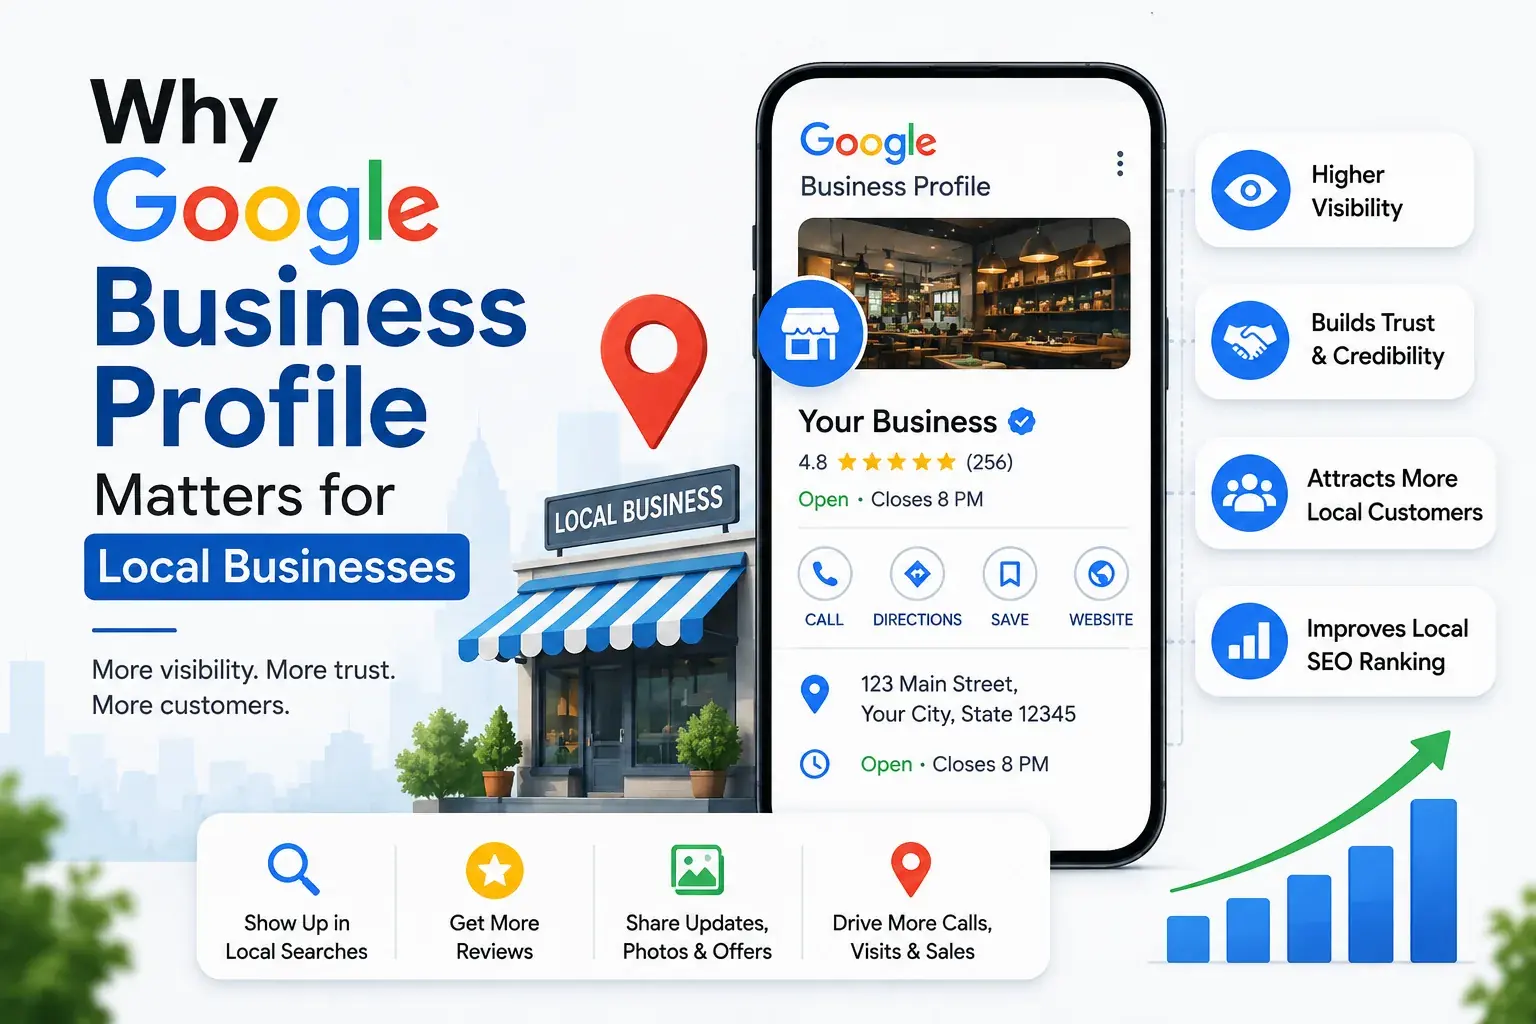 Why
Google
Business
Profile
Matters for
Local Businesses
More visibility. More trust.
More customers.
LOCAL BUSINESS
Google
Business Profile
Your Business
4.8 (256)
Open · Closes 8 PM
CALL
DIRECTIONS
SAVE
WEBSITE
123 Main Street,
Your City, State 12345
Open · Closes 8 PM
Higher
Visibility
Builds Trust
& Credibility
Attracts More
Local Customers
Improves Local
SEO Ranking
Show Up in
Local Searches
Get More
Reviews
Share Updates,
Photos & Offers
Drive More Calls,
Visits & Sales